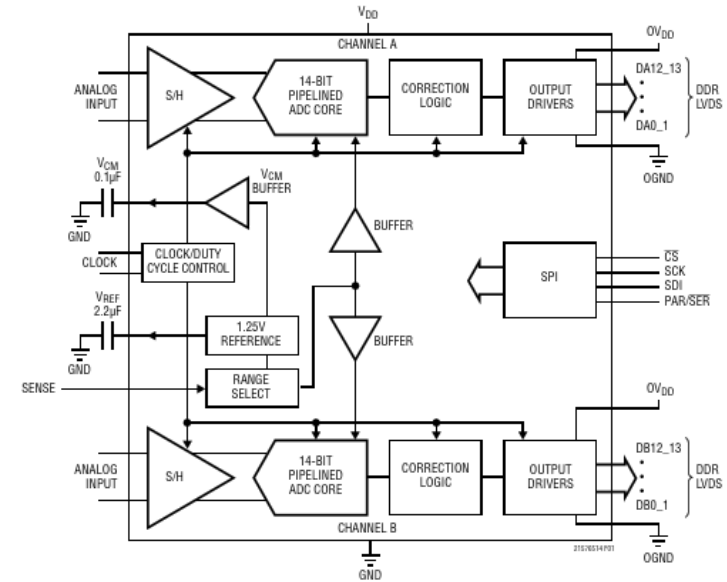 VDD
CHANNEL A
OVDD
ANALOG
INPUT
S/H
14-BIT
PIPELINED
ADC CORE
CORRECTION
LOGIC
OUTPUT
DRIVERS
DA12_13
•
•
•
DA0_1
DDR
LVDS
OGND
VCM
0.1µF
VCM
BUFFER
GND
BUFFER
CLOCK
CLOCK/DUTY
CYCLE CONTROL
SPI
CS
SCK
SDI
PAR/SER
VREF
2.2µF
1.25V
REFERENCE
BUFFER
GND
SENSE
RANGE
SELECT
OVDD
ANALOG
INPUT
S/H
14-BIT
PIPELINED
ADC CORE
CORRECTION
LOGIC
OUTPUT
DRIVERS
DB12_13
•
•
•
DB0_1
DDR
LVDS
CHANNEL B
21576514 F01
OGND
GND